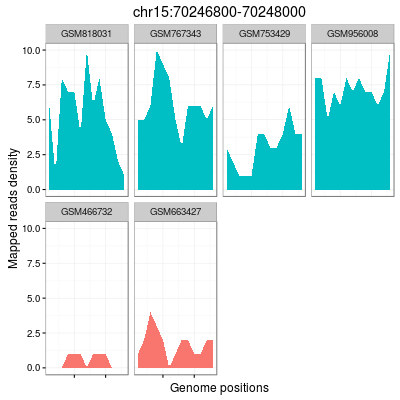 chr15:70246800-70248000
GSM818031 GSM767343 GSM753429 GSM956008
10.0
7.5
5.0
2.5
0.0
Mapped reads density
GSM466732 GSM663427
10.0
7.5
5.0
2.5
0.0
Genome positions